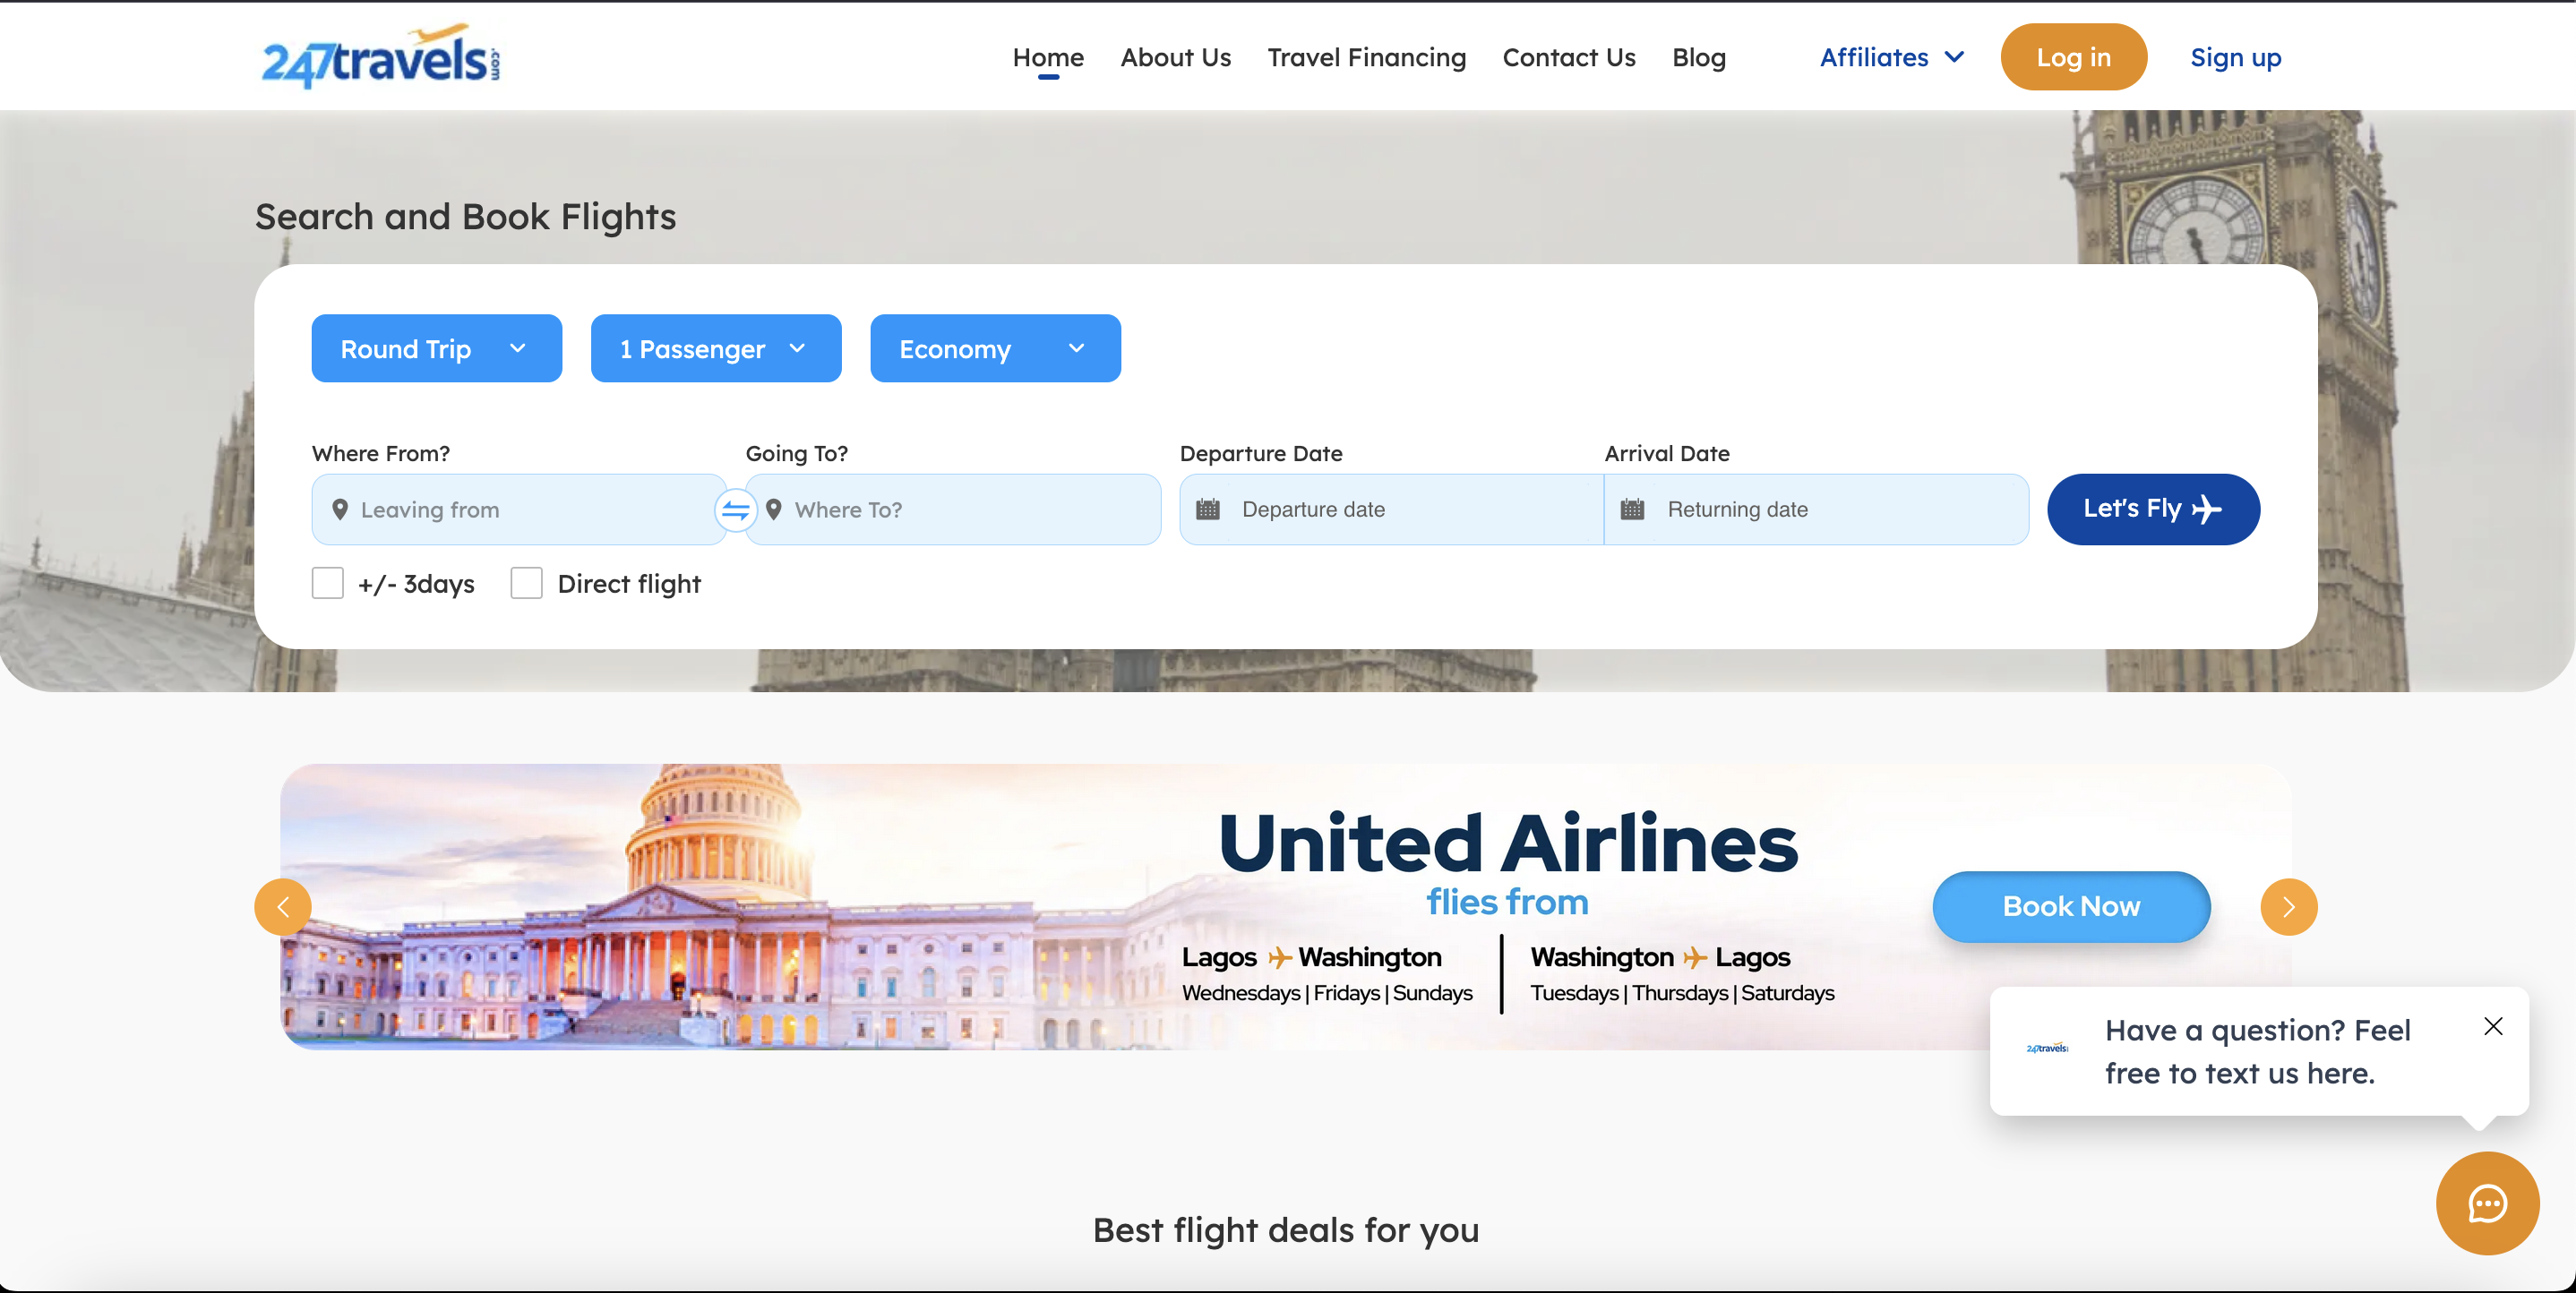 247travels.com
Home About Us Travel Financing Contact Us Blog Affiliates Log in Sign up
Search and Book Flights
Round Trip 1 Passenger Economy
Where From? Going To? Departure Date Arrival Date
Leaving from Where To? Departure date Returning date Let's Fly
+/- 3days Direct flight
United Airlines
flies from
Book Now
Lagos Washington Washington Lagos
Wednesdays | Fridays | Sundays Tuesdays | Thursdays | Saturdays
Have a question? Feel
247travels
free to text us here.
Best flight deals for you